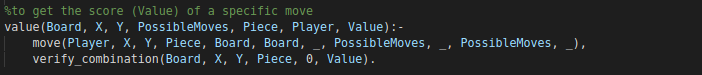 %to get the score (Value) of a specific move
value(Board, X, Y, PossibleMoves, Piece, Player, Value):-
    move(Player, X, Y, Piece, Board, Board, _, PossibleMoves, _, PossibleMoves, _),
    verify_combination(Board, X, Y, Piece, 0, Value).